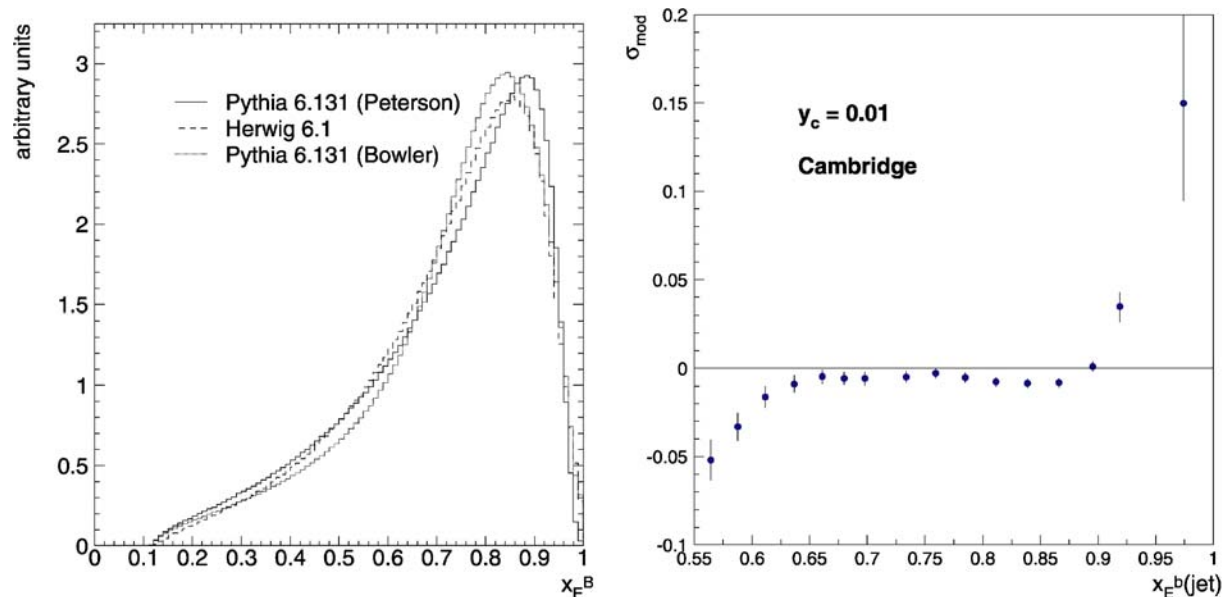 arbitrary units
3
2.5
2
1.5
1
0.5
0
Pythia 6.131 (Peterson)
Herwig 6.1
Pythia 6.131 (Bowler)
0 0.1 0.2 0.3 0.4 0.5 0.6 0.7 0.8 0.9 1
x_E^B
σ_mod
0.2
0.15
0.1
0.05
0
-0.05
-0.1
y_c = 0.01
Cambridge
0.55 0.6 0.65 0.7 0.75 0.8 0.85 0.9 0.95 1
x_E^b(jet)